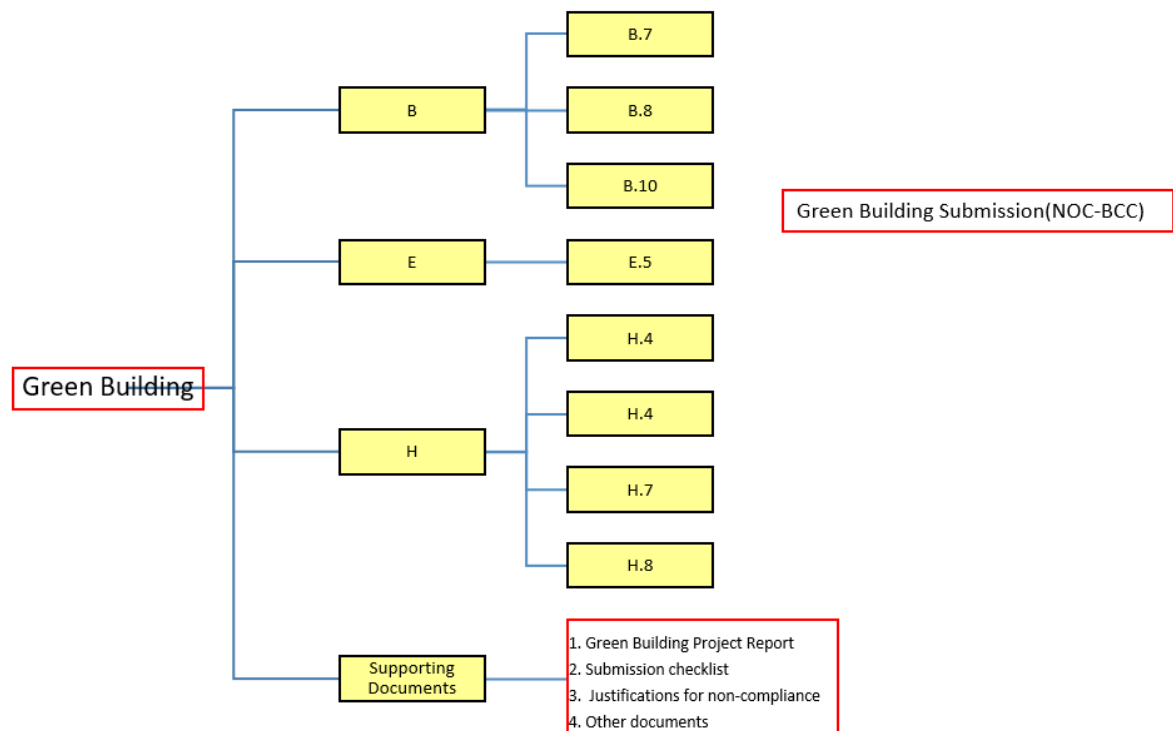 B.7
B
B.8
B.10
Green Building Submission(NOC-BCC)
E
E.5
H.4
Green Building
H.4
H
H.7
H.8
Supporting
Documents
1. Green Building Project Report
2. Submission checklist
3. Justifications for non-compliance
4. Other documents